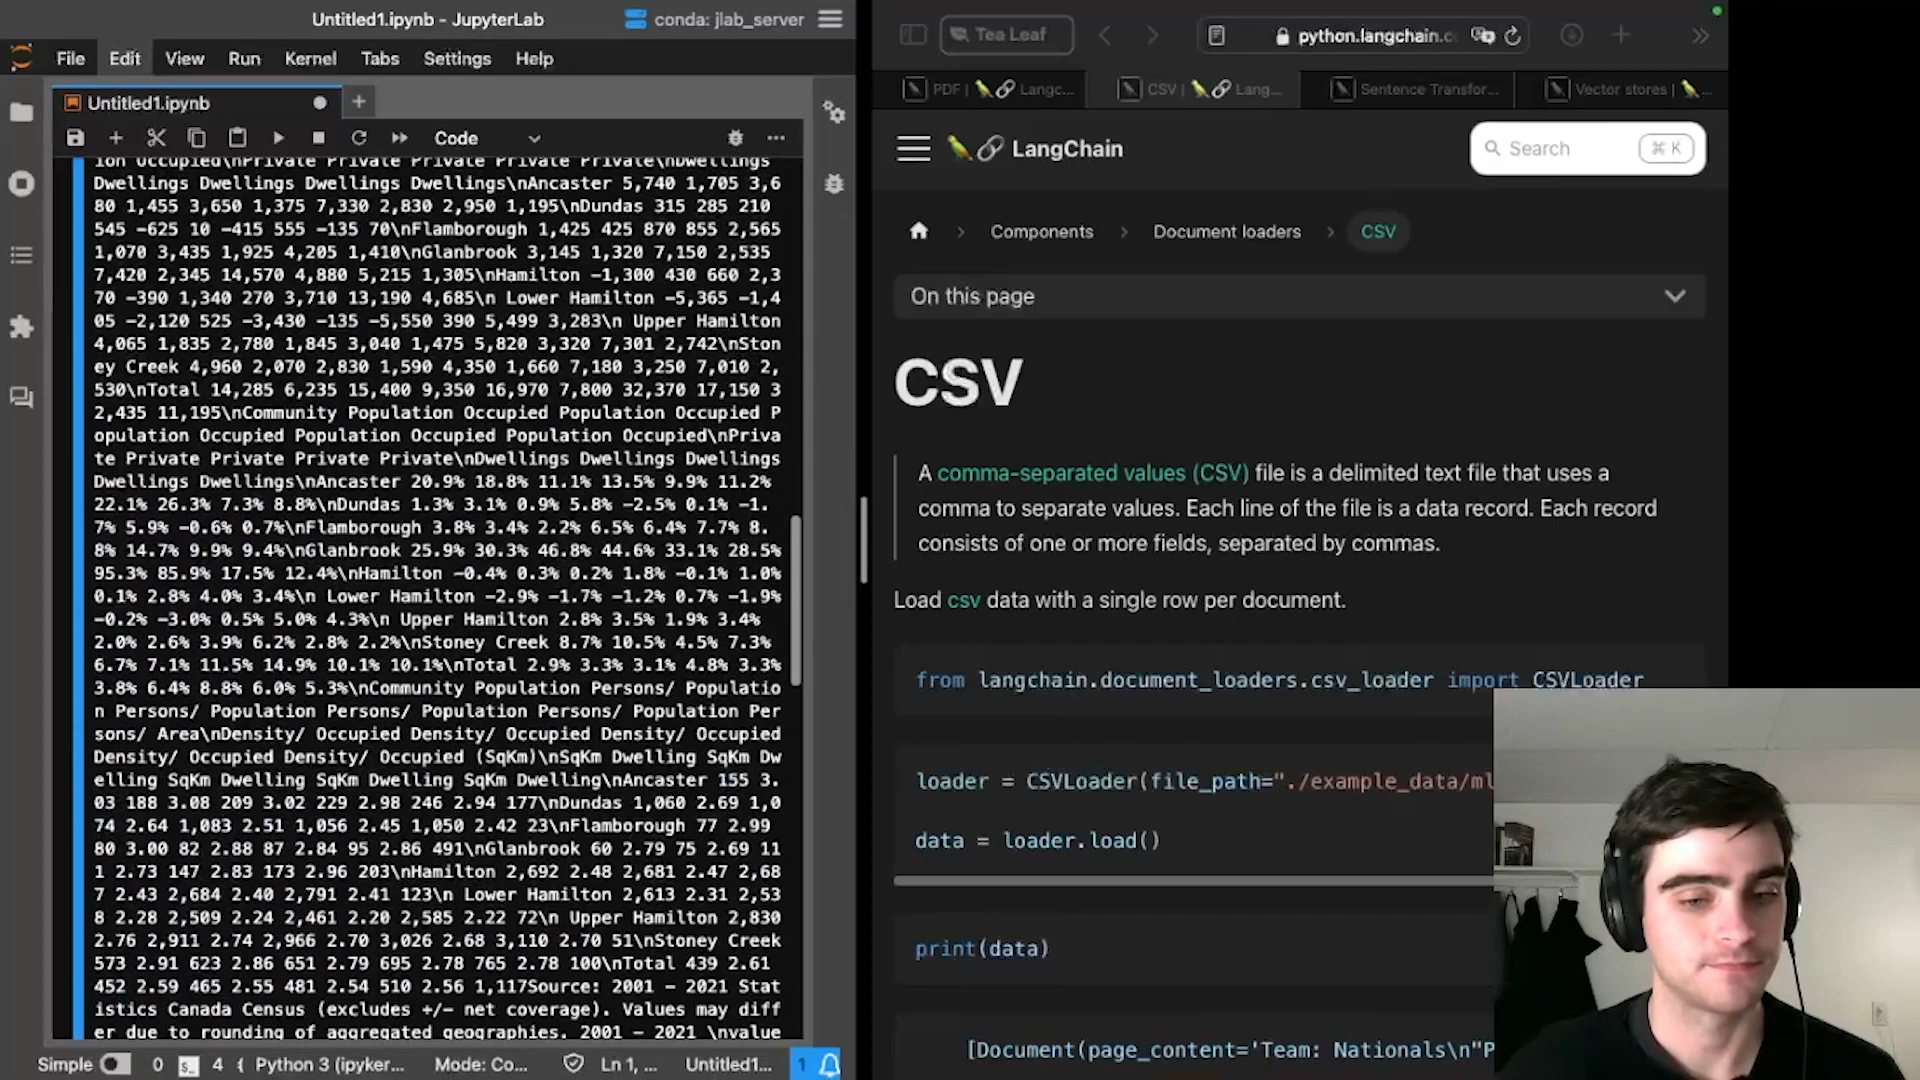 Untitled1.ipynb - JupyterLab
conda: jlab_server
File Edit View Run Kernel Tabs Settings Help
Untitled1.ipynb
Code
ion Occupied\nPrivate Private Private Private Private\nDwellings
Dwellings Dwellings Dwellings Dwellings\nAncaster 5,740 1,705 3,6
80 1,455 3,650 1,375 7,330 2,830 2,950 1,195\nDundas 315 285 210
545 -625 10 -415 555 -135 70\nFlamborough 1,425 425 870 855 2,565
1,070 3,435 1,925 4,205 1,410\nGlanbrook 3,145 1,320 7,150 2,535
7,420 2,345 14,570 4,880 5,215 1,305\nHamilton -1,300 430 660 2,3
70 -390 1,340 270 3,710 13,190 4,685\n Lower Hamilton -5,365 -1,4
05 -2,120 525 -3,430 -135 -5,550 390 5,499 3,283\n Upper Hamilton
4,065 1,835 2,780 1,845 3,040 1,475 5,820 3,320 7,301 2,742\nSton
ey Creek 4,960 2,070 2,830 1,590 4,350 1,660 7,180 3,250 7,010 2,
530\nTotal 14,285 6,235 15,400 9,350 16,970 7,800 32,370 17,150 3
2,435 11,195\nCommunity Population Occupied Population Occupied P
opulation Occupied Population Occupied Population Occupied\nPriva
te Private Private Private Private\nDwellings Dwellings Dwellings
Dwellings Dwellings\nAncaster 20.9% 18.8% 11.1% 13.5% 9.9% 11.2%
22.1% 26.3% 7.3% 8.8%\nDundas 1.3% 3.1% 0.9% 5.8% -2.5% 0.1% -1.
7% 5.9% -0.6% 0.7%\nFlamborough 3.8% 3.4% 2.2% 6.5% 6.4% 7.7% 8.
8% 14.7% 9.9% 9.4%\nGlanbrook 25.9% 30.3% 46.8% 44.6% 33.1% 28.5%
95.3% 85.9% 17.5% 12.4%\nHamilton -0.4% 0.3% 0.2% 1.8% -0.1% 1.0%
0.1% 2.8% 4.0% 3.4%\n Lower Hamilton -2.9% -1.7% -1.2% 0.7% -1.9%
-0.2% -3.0% 0.5% 5.0% 4.3%\n Upper Hamilton 2.8% 3.5% 1.9% 3.4%
2.0% 2.6% 3.9% 6.2% 2.8% 2.2%\nStoney Creek 8.7% 10.5% 4.5% 7.3%
6.7% 7.1% 11.5% 14.9% 10.1% 10.1%\nTotal 2.9% 3.3% 3.1% 4.8% 3.3%
3.8% 6.4% 8.8% 6.0% 5.3%\nCommunity Population Persons/ Populatio
n Persons/ Population Persons/ Population Persons/ Population Per
sons/ Area\nDensity/ Occupied Density/ Occupied Density/ Occupied
Density/ Occupied Density/ Occupied (SqKm)\nSqKm Dwelling SqKm Dw
elling SqKm Dwelling SqKm Dwelling SqKm Dwelling\nAncaster 155 3.
03 188 3.08 209 3.02 229 2.98 246 2.94 177\nDundas 1,060 2.69 1,0
74 2.64 1,083 2.51 1,056 2.45 1,050 2.42 23\nFlamborough 77 2.99
80 3.00 82 2.88 87 2.84 95 2.86 491\nGlanbrook 60 2.79 75 2.69 11
1 2.73 147 2.83 173 2.96 203\nHamilton 2,692 2.48 2,681 2.47 2,68
7 2.43 2,684 2.40 2,791 2.41 123\n Lower Hamilton 2,613 2.31 2,53
8 2.28 2,509 2.24 2,461 2.20 2,585 2.22 72\n Upper Hamilton 2,830
2.76 2,911 2.74 2,966 2.70 3,026 2.68 3,110 2.70 51\nStoney Creek
573 2.91 623 2.86 651 2.79 695 2.78 765 2.78 100\nTotal 439 2.61
452 2.59 465 2.55 481 2.54 510 2.56 1,117Source: 2001 - 2021 Stat
istics Canada Census (excludes +/- net coverage). Values may diff
er due to rounding of aggregated geographies. 2001 - 2021 \nvalue
Simple 0 4 Python 3 (ipyker... Mode: Co... Ln 1, ... Untitled1... 1
Tea Leaf
python.langchain.c
PDF | Langc... CSV | Lang... Sentence Transfor... Vector stores | ...
LangChain
Search ⌘ K
Components > Document loaders > CSV
On this page
CSV
A comma-separated values (CSV) file is a delimited text file that uses a
comma to separate values. Each line of the file is a data record. Each record
consists of one or more fields, separated by commas.
Load csv data with a single row per document.
from langchain.document_loaders.csv_loader import CSVLoader
loader = CSVLoader(file_path="./example_data/ml
data = loader.load()
print(data)
[Document(page_content='Team: Nationals\n"P